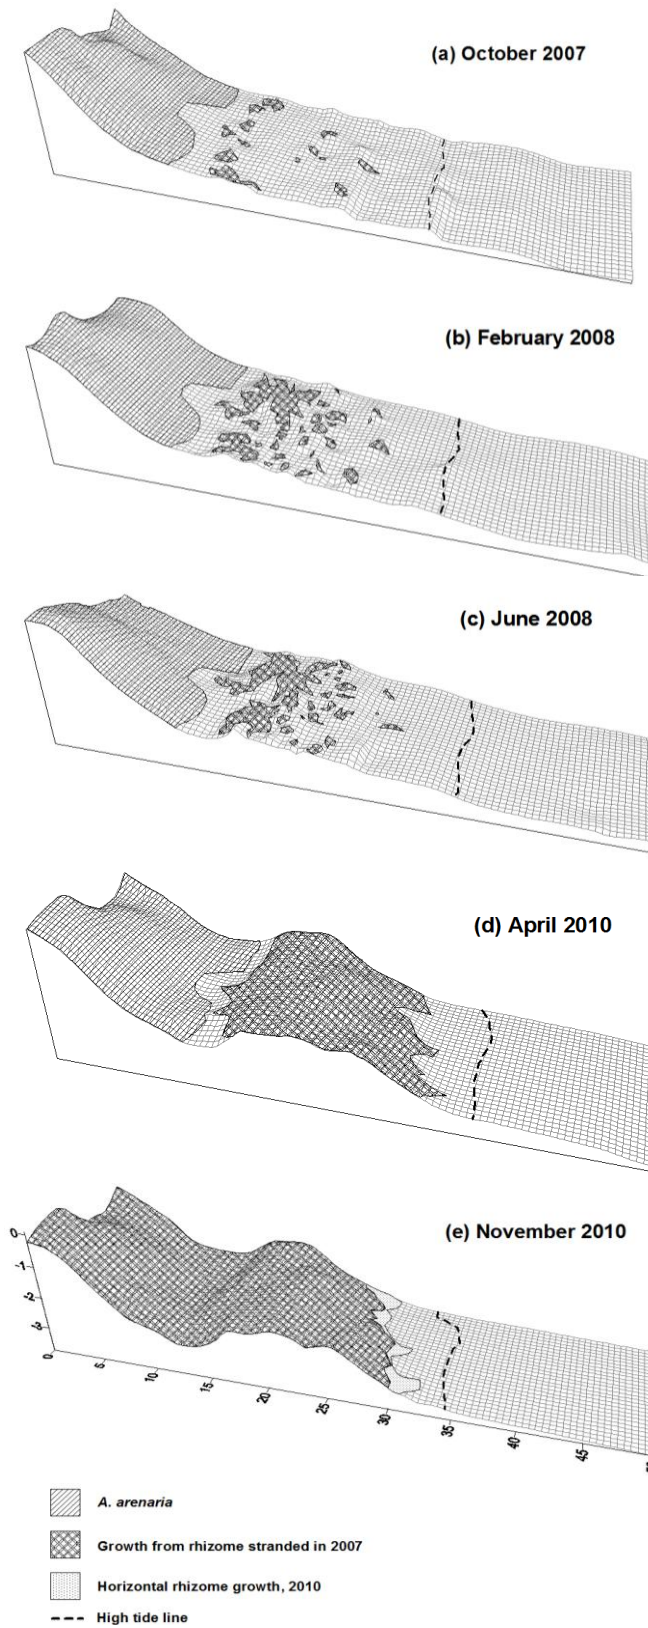 (a) October 2007
(b) February 2008
(c) June 2008
(d) April 2010
(e) November 2010
0
-1
-2
-3
0
5
10
15
20
25
30
35
40
45
A. arenaria
Growth from rhizome stranded in 2007
Horizontal rhizome growth, 2010
High tide line